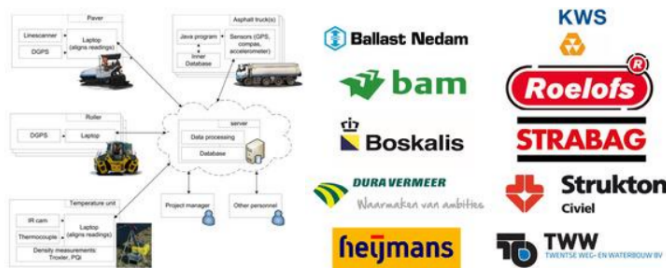 Paver
Linescanner
DGPS
Laptop
(aligns readings)
Asphalt truck(s)
Java program
Inner
Database
Sensors (GPS,
compas,
accelerometer)
Roller
DGPS
Laptop
server
Data processing
Database
Temperature unit
IR cam
Thermocouple
Laptop
(aligns readings)
Density measurements:
Troxler, PQI
Project manager
Other personnel
Ballast Nedam
bam
Boskalis
DURA VERMEER
Waarmaken van ambities
heijmans
KWS
Roelofs
R
STRABAG
Strukton
Civiel
TWW
TWENTSE WEG- EN WATERBOUW BV